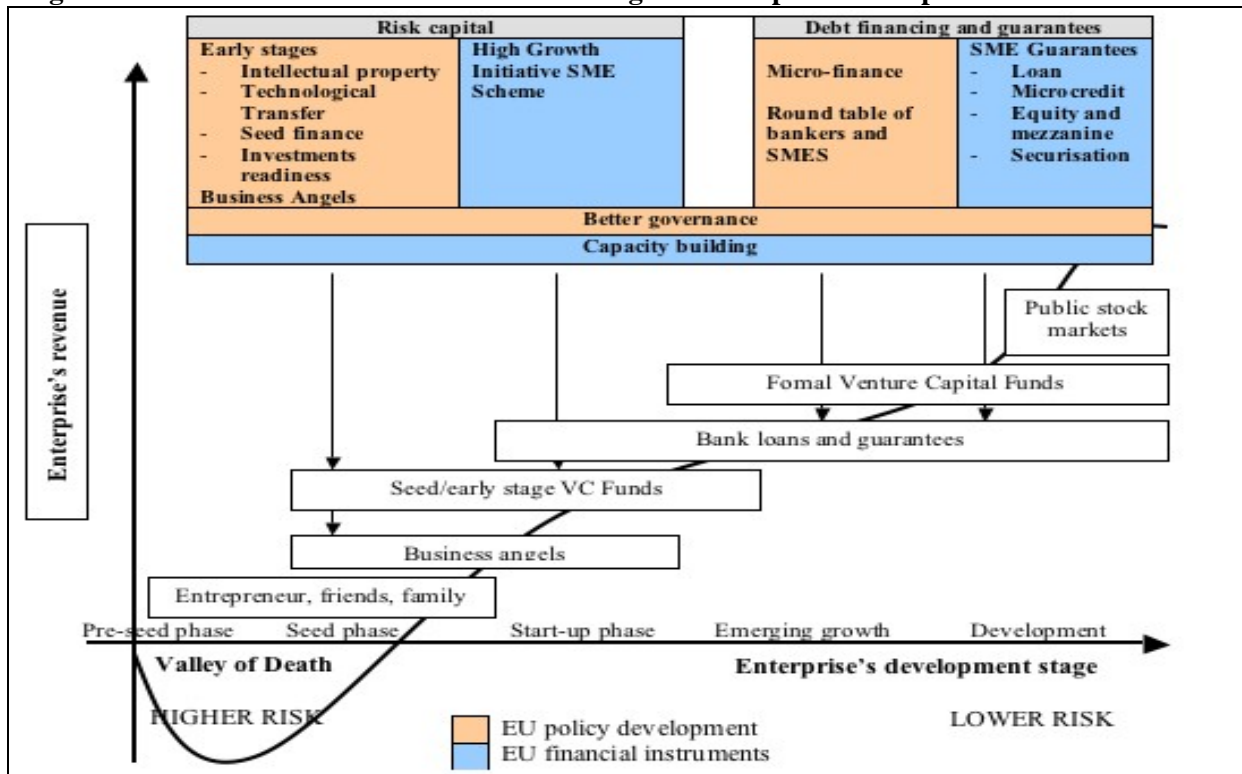 Risk capital
Debt financing and guarantees
Early stages
- Intellectual property
- Technological
Transfer
- Seed finance
- Investments
readiness
Business Angels
High Growth
Initiative SME
Scheme
Micro-finance
Round table of
bankers and
SMES
SME Guarantees
- Loan
- Microcredit
- Equity and
mezzanine
- Securisation
Better governance
Capacity building
Enterprise's revenue
Public stock
markets
Fomal Venture Capital Funds
Bank loans and guarantees
Seed/early stage VC Funds
Business angels
Entrepreneur, friends, family
Pre-seed phase
Seed phase
Start-up phase
Emerging growth
Development
Valley of Death
Enterprise's development stage
HIGHER RISK
LOWER RISK
EU policy development
EU financial instruments